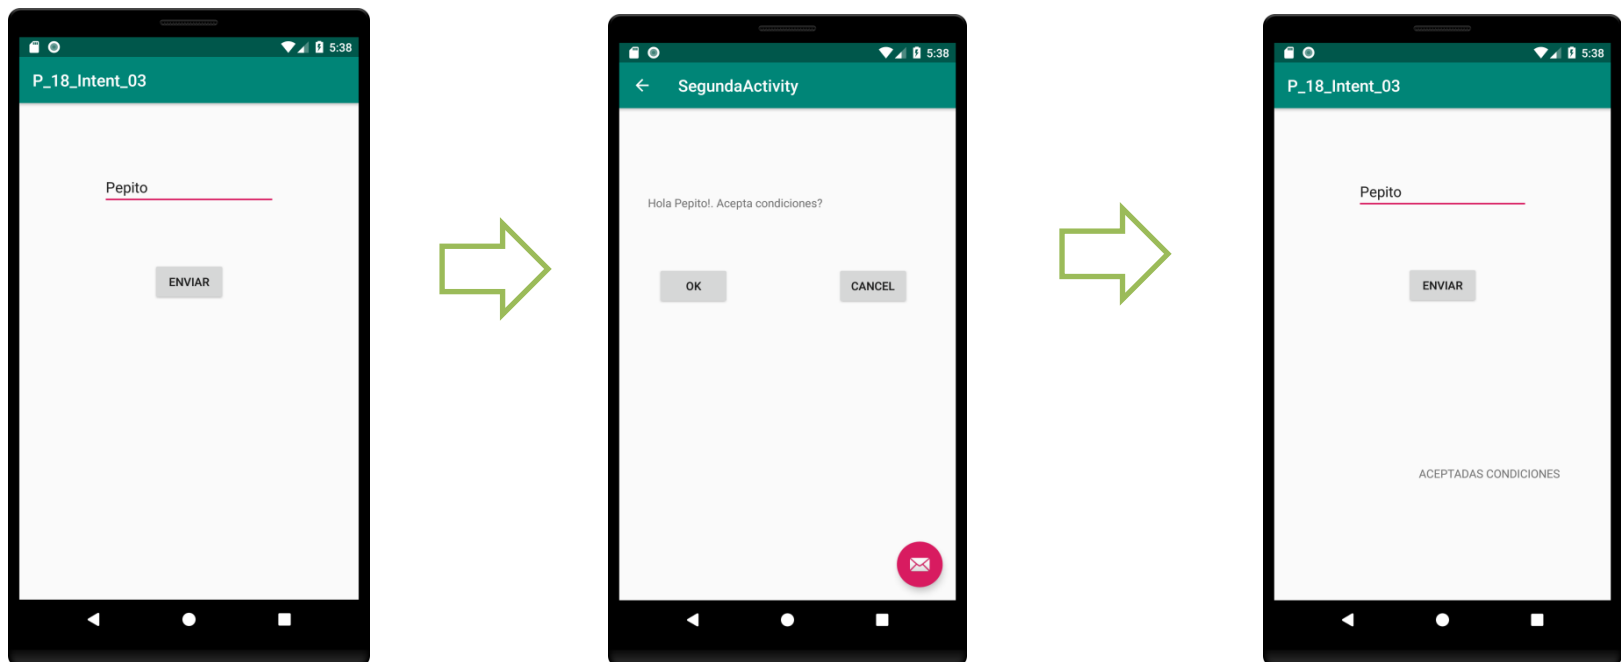 5:38
P_18_Intent_03
Pepito
ENVIAR
5:38
SegundaActivity
Hola Pepito!. Acepta condiciones?
OK
CANCEL
5:38
P_18_Intent_03
Pepito
ENVIAR
ACEPTADAS CONDICIONES